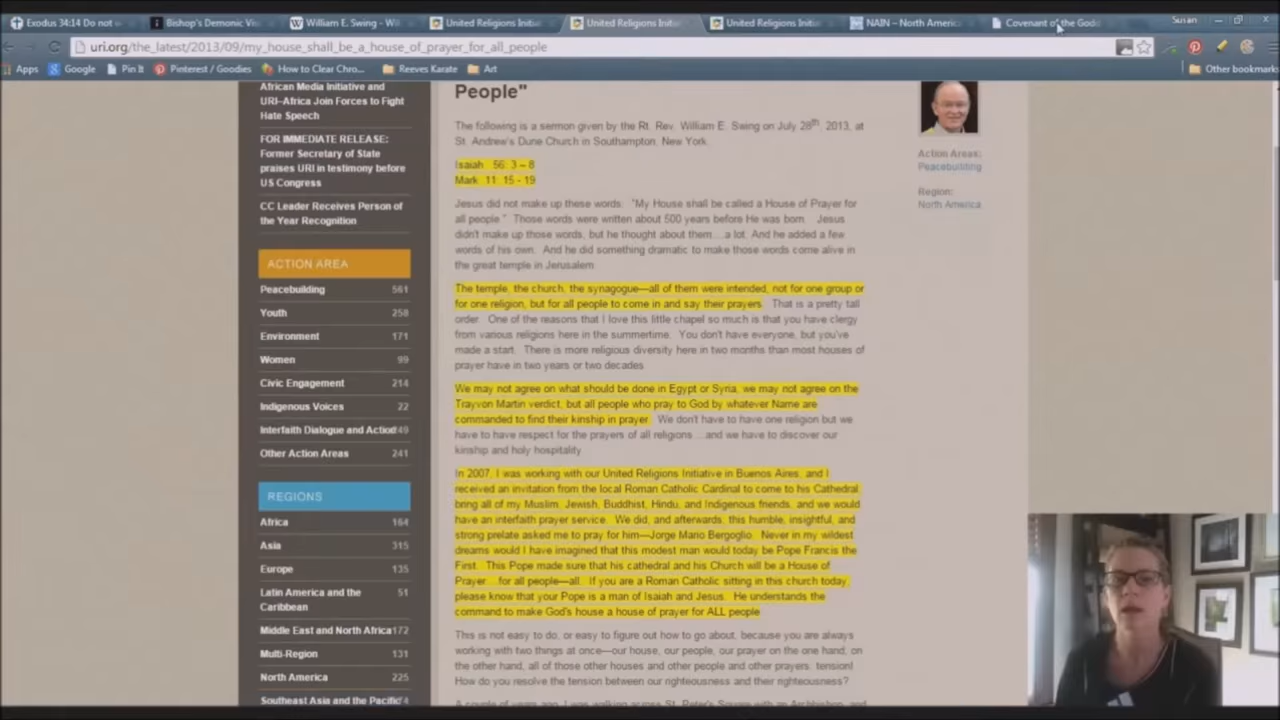 Exodus 34:14 Do not
Bishop's Demonic Vis
William E. Swing - Wi
United Religions Initia
United Religions Initia
United Religions Initia
NAIN – North America
Covenant of the Godd
Susan
uri.org/the_latest/2013/09/my_house_shall_be_a_house_of_prayer_for_all_people
Apps
Google
Pin It
Pinterest / Goodies
How to Clear Chro...
Reeves Karate
Art
Other bookmarks
African Media Initiative and
URI–Africa Join Forces to Fight
Hate Speech
FOR IMMEDIATE RELEASE:
Former Secretary of State
praises URI in testimony before
US Congress
CC Leader Receives Person of
the Year Recognition
ACTION AREA
Peacebuilding 561
Youth 258
Environment 171
Women 99
Civic Engagement 214
Indigenous Voices 22
Interfaith Dialogue and Action
Other Action Areas 241
REGIONS
Africa 164
Asia 315
Europe 135
Latin America and the 51
Caribbean
Middle East and North Africa 172
Multi-Region 131
North America 225
Southeast Asia and the Pacific
People"
The following is a sermon given by the Rt. Rev. William E. Swing on July 28th, 2013, at
St. Andrew's Dune Church in Southampton, New York.
Isaiah 56: 3 – 8
Mark 11: 15 - 19
Jesus did not make up these words. "My House shall be called a House of Prayer for
all people." Those words were written about 500 years before He was born. Jesus
didn't make up those words, but he thought about them....a lot. And he added a few
words of his own. And he did something dramatic to make those words come alive in
the great temple in Jerusalem.
The temple, the church, the synagogue—all of them were intended, not for one group or
for one religion, but for all people to come in and say their prayers. That is a pretty tall
order. One of the reasons that I love this little chapel so much is that you have clergy
from various religions here in the summertime. You don't have everyone, but you've
made a start. There is more religious diversity here in two months than most houses of
prayer have in two years or two decades.
We may not agree on what should be done in Egypt or Syria, we may not agree on the
Trayvon Martin verdict, but all people who pray to God by whatever Name are
commanded to find their kinship in prayer. We don't have to have one religion but we
have to have respect for the prayers of all religions....and we have to discover our
kinship and holy hospitality.
In 2007, I was working with our United Religions Initiative in Buenos Aires, and I
received an invitation from the local Roman Catholic Cardinal to come to his Cathedral,
bring all of my Muslim, Jewish, Buddhist, Hindu, and Indigenous friends, and we would
have an interfaith prayer service. We did, and afterwards, this humble, insightful, and
strong prelate asked me to pray for him—Jorge Mario Bergoglio. Never in my wildest
dreams would I have imagined that this modest man would today be Pope Francis the
First. This Pope made sure that his cathedral and his Church will be a House of
Prayer...for all people—all. If you are a Roman Catholic sitting in this church today,
please know that your Pope is a man of Isaiah and Jesus. He understands the
command to make God's house a house of prayer for ALL people.
This is not easy to do, or easy to figure out how to go about, because you are always
working with two things at once—our house, our people, our prayer on the one hand, on
the other hand, all of those other houses and other people and other prayers. tension!
How do you resolve the tension between our righteousness and their righteousness?
A couple of years ago, I was walking across St. Peter's Square with an Archbishop, and
Action Areas:
Peacebuilding
Region:
North America